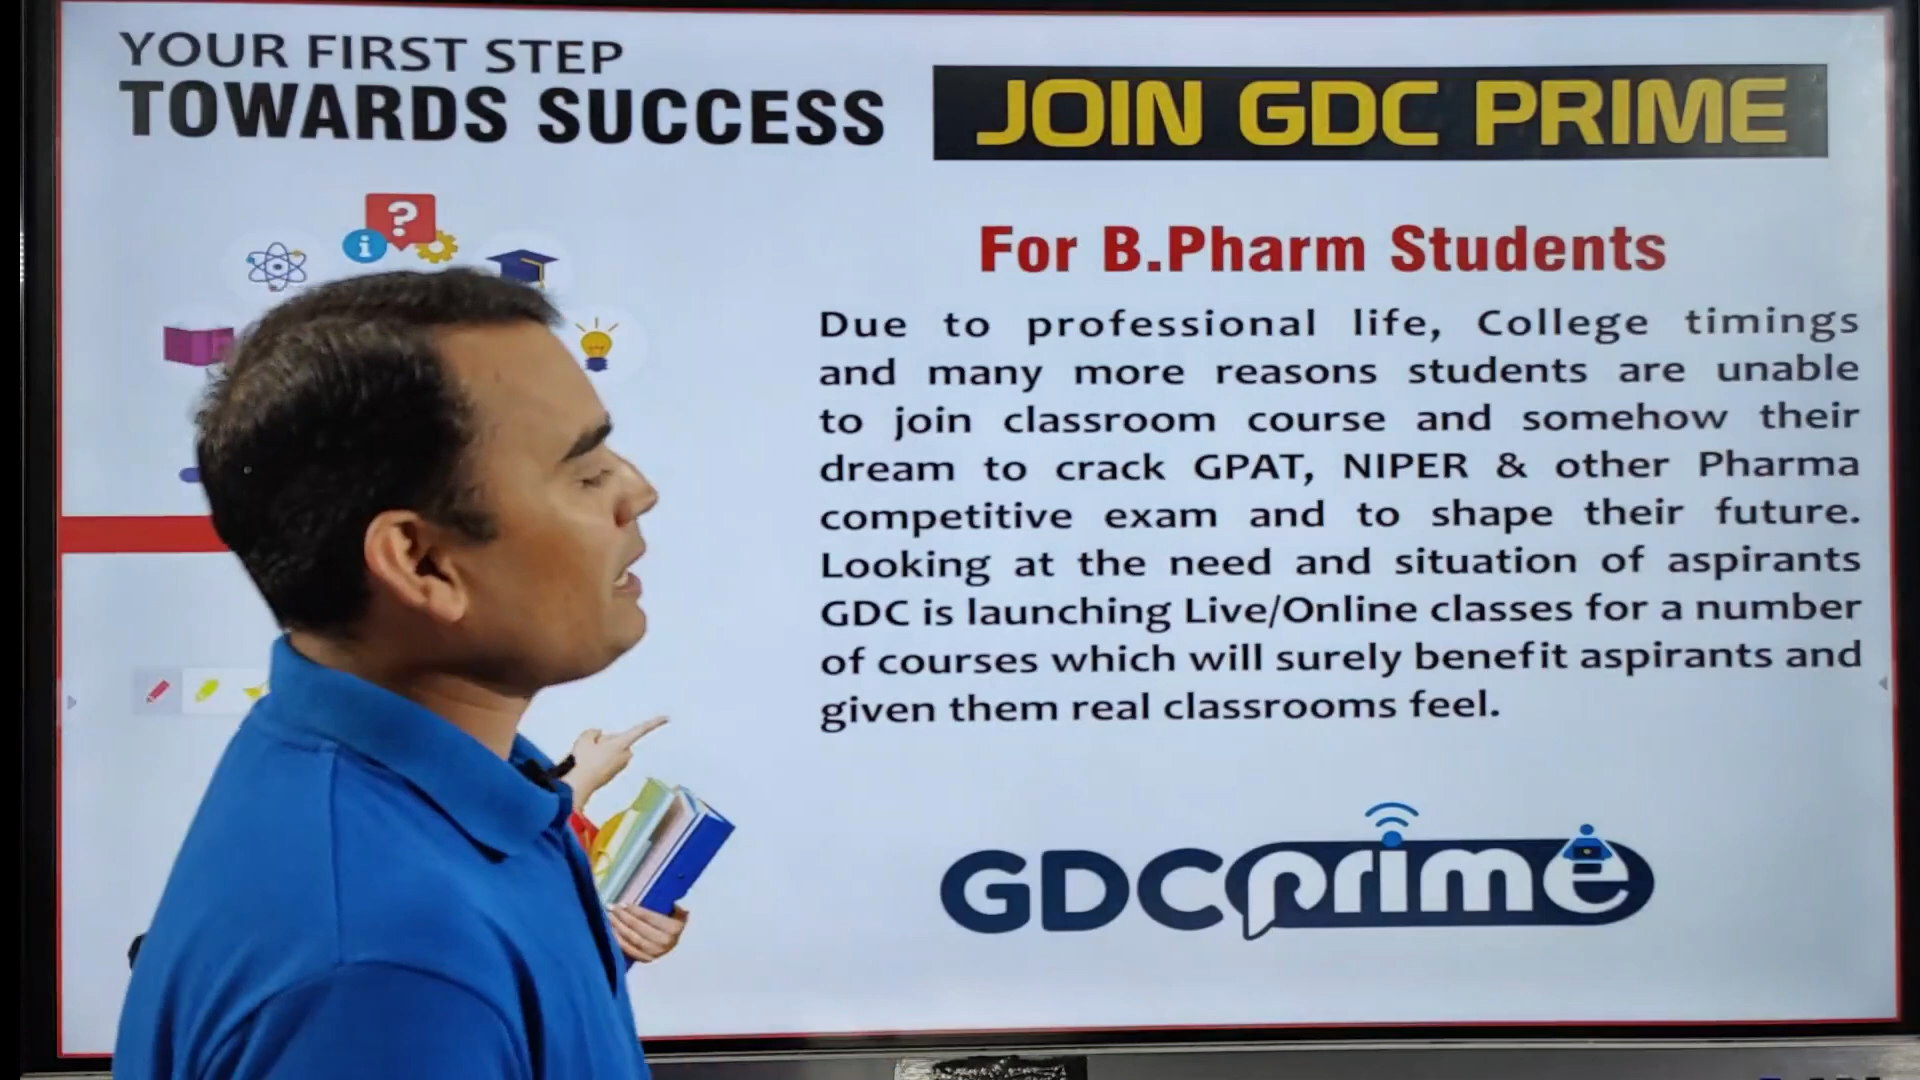 YOUR FIRST STEP
TOWARDS SUCCESS
JOIN GDC PRIME
?
i
For B.Pharm Students
Due to professional life, College timings
and many more reasons students are unable
to join classroom course and somehow their
dream to crack GPAT, NIPER & other Pharma
competitive exam and to shape their future.
Looking at the need and situation of aspirants
GDC is launching Live/Online classes for a number
of courses which will surely benefit aspirants and
given them real classrooms feel.
GDCprime